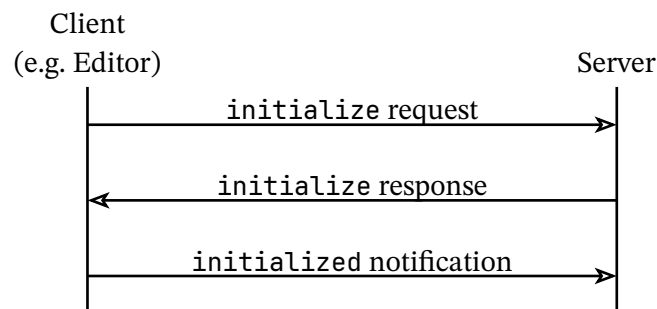 Client
(e.g. Editor)
Server
initialize request
initialize response
initialized notification